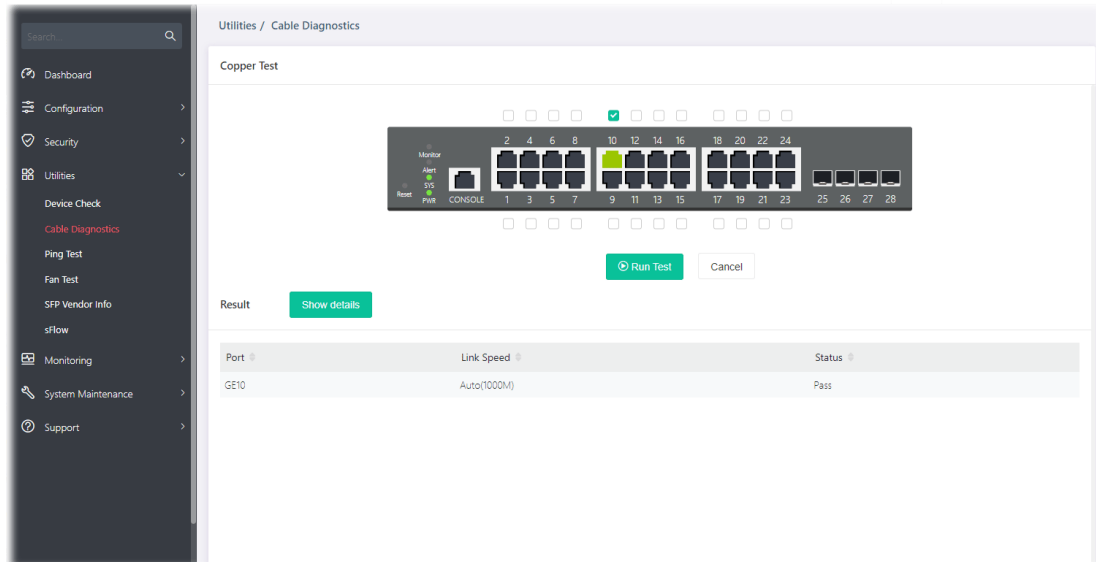 Utilities / Cable Diagnostics
Search...
Dashboard
Configuration
Security
Utilities
Device Check
Cable Diagnostics
Ping Test
Fan Test
SFP Vendor Info
sFlow
Monitoring
System Maintenance
Support
Copper Test
2 4 6 8 10 12 14 16 18 20 22 24
Monitor
Alert
SYS
Reset PWR CONSOLE 1 3 5 7 9 11 13 15 17 19 21 23 25 26 27 28
Run Test Cancel
Result Show details
Port Link Speed Status
GE10 Auto(1000M) Pass